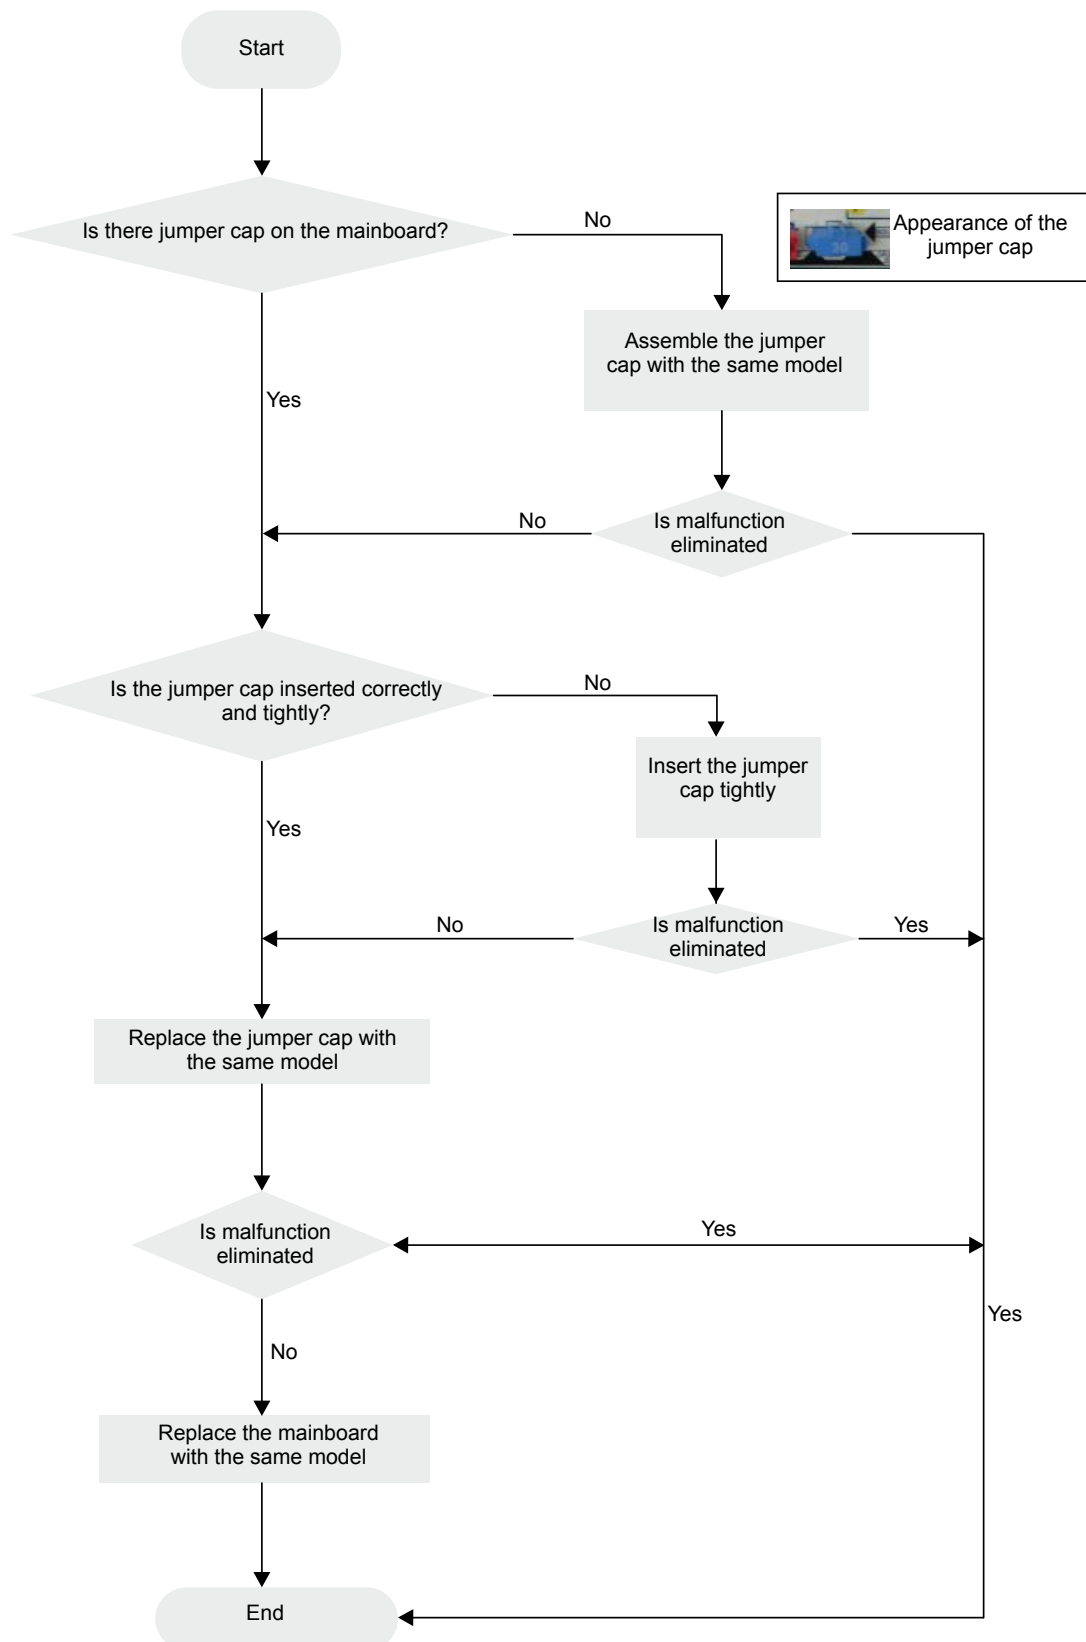 Start
Is there jumper cap on the mainboard?
No
Appearance of the
jumper cap
30
Assemble the jumper
cap with the same model
Yes
No
Is malfunction
eliminated
Is the jumper cap inserted correctly
and tightly?
No
Insert the jumper
cap tightly
Yes
No
Is malfunction
eliminated
Yes
Replace the jumper cap with
the same model
Is malfunction
eliminated
Yes
Yes
No
Replace the mainboard
with the same model
End